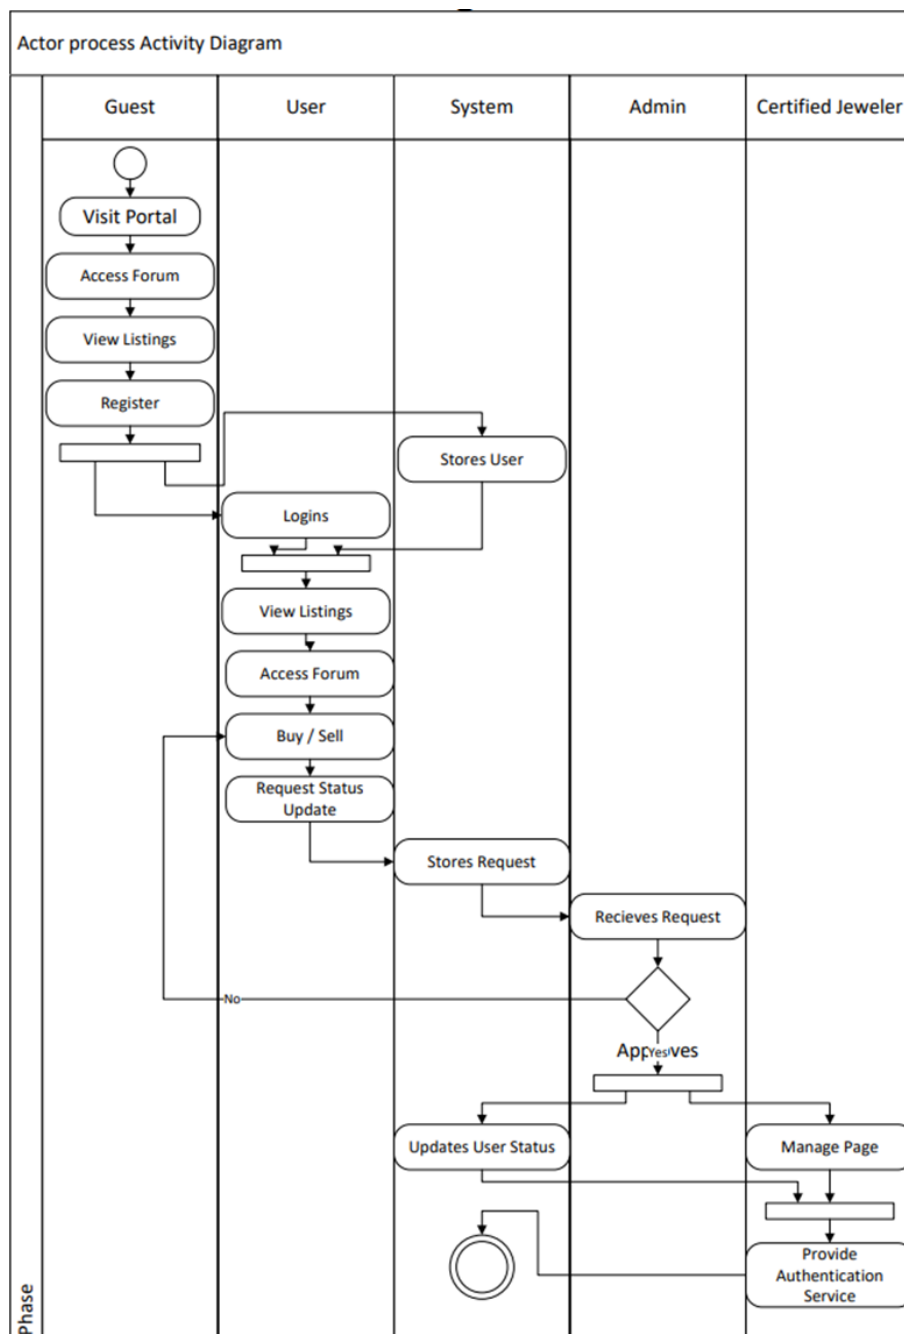 Actor process Activity Diagram
Guest
User
System
Admin
Certified Jeweler
Visit Portal
Access Forum
View Listings
Register
Stores User
Logins
View Listings
Access Forum
Buy / Sell
Request Status
Update
Stores Request
Recieves Request
No
Approves
Yes
Updates User Status
Manage Page
Provide
Authentication
Service
Phase